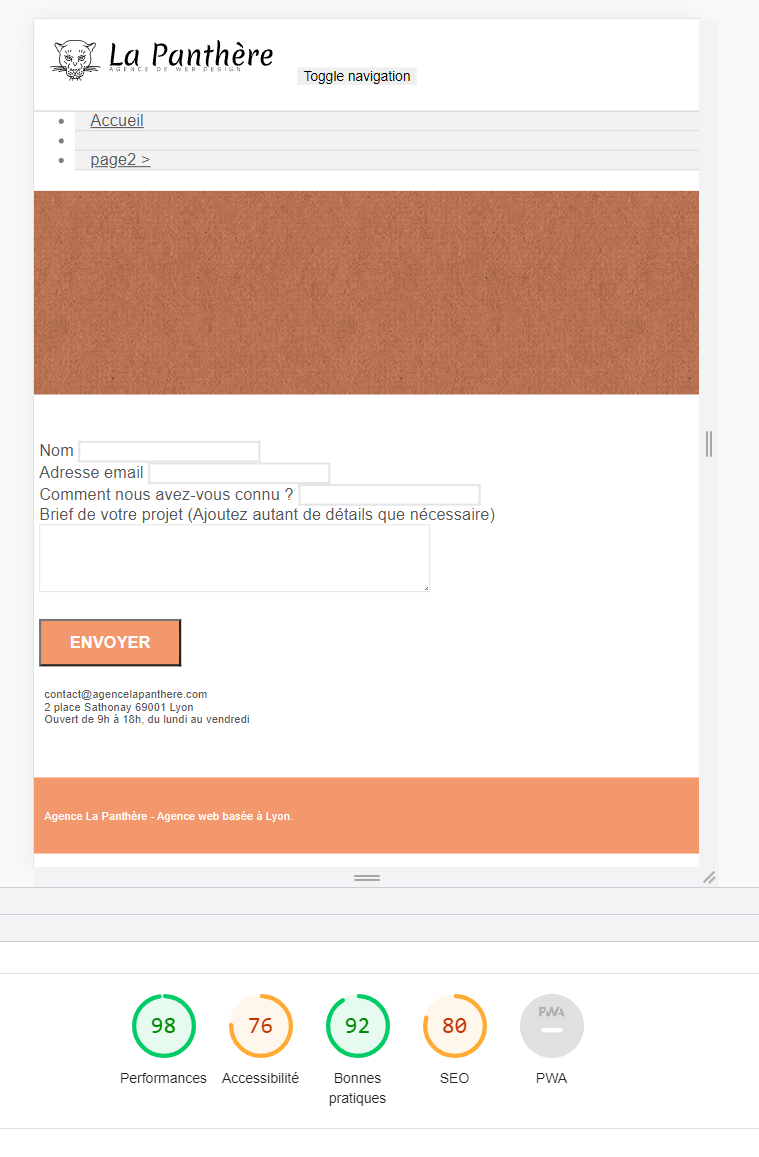 La Panthère
AGENCE DE WEB DESIGN
Toggle navigation
Accueil
page2 >
Nom
Adresse email
Comment nous avez-vous connu ?
Brief de votre projet (Ajoutez autant de détails que nécessaire)
ENVOYER
contact@agencelapanthere.com
2 place Sathonay 69001 Lyon
Ouvert de 9h à 18h, du lundi au vendredi
Agence La Panthère - Agence web basée à Lyon.
98
76
92
80
PWA
Performances
Accessibilité
Bonnes
pratiques
SEO
PWA